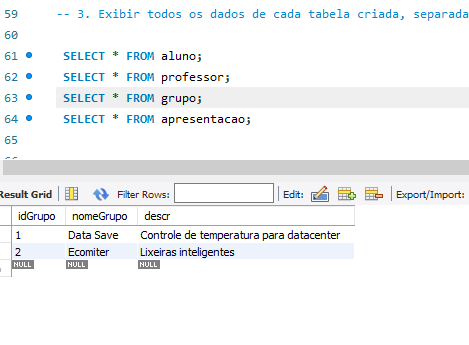 59 -- 3. Exibir todos os dados de cada tabela criada, separada
60
61 SELECT * FROM aluno;
62 SELECT * FROM professor;
63 SELECT * FROM grupo;
64 SELECT * FROM apresentacao;
65
Result Grid Filter Rows: Edit: Export/Import:
idGrupo nomeGrupo descr
1 Data Save Controle de temperatura para datacenter
2 Ecomiter Lixeiras inteligentes
NULL NULL NULL